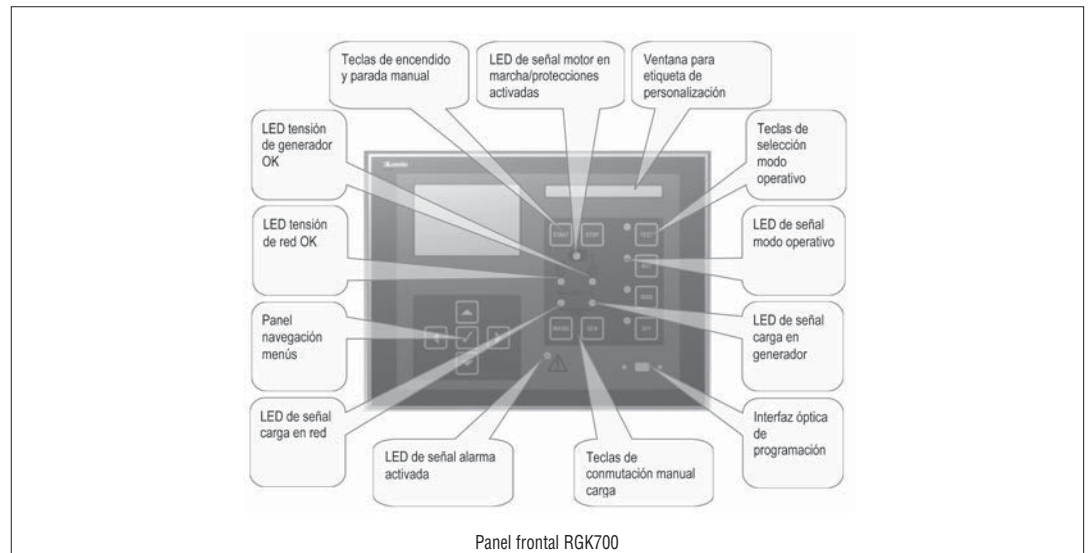 Teclas de encendido
y parada manual
LED de señal motor en
marcha/protecciones
activadas
Ventana para
etiqueta de
personalización
LED tensión
de generador
OK
Teclas de
selección
modo
operativo
LED tensión
de red OK
LED de señal
modo operativo
Panel
navegación
menús
LED de señal
carga en
generador
LED de señal
carga en red
LED de señal alarma
activada
Teclas de
conmutación manual
carga
Interfaz óptica
de
programación
START
STOP
TEST
MAINS
GEN
OFF
Panel frontal RGK700